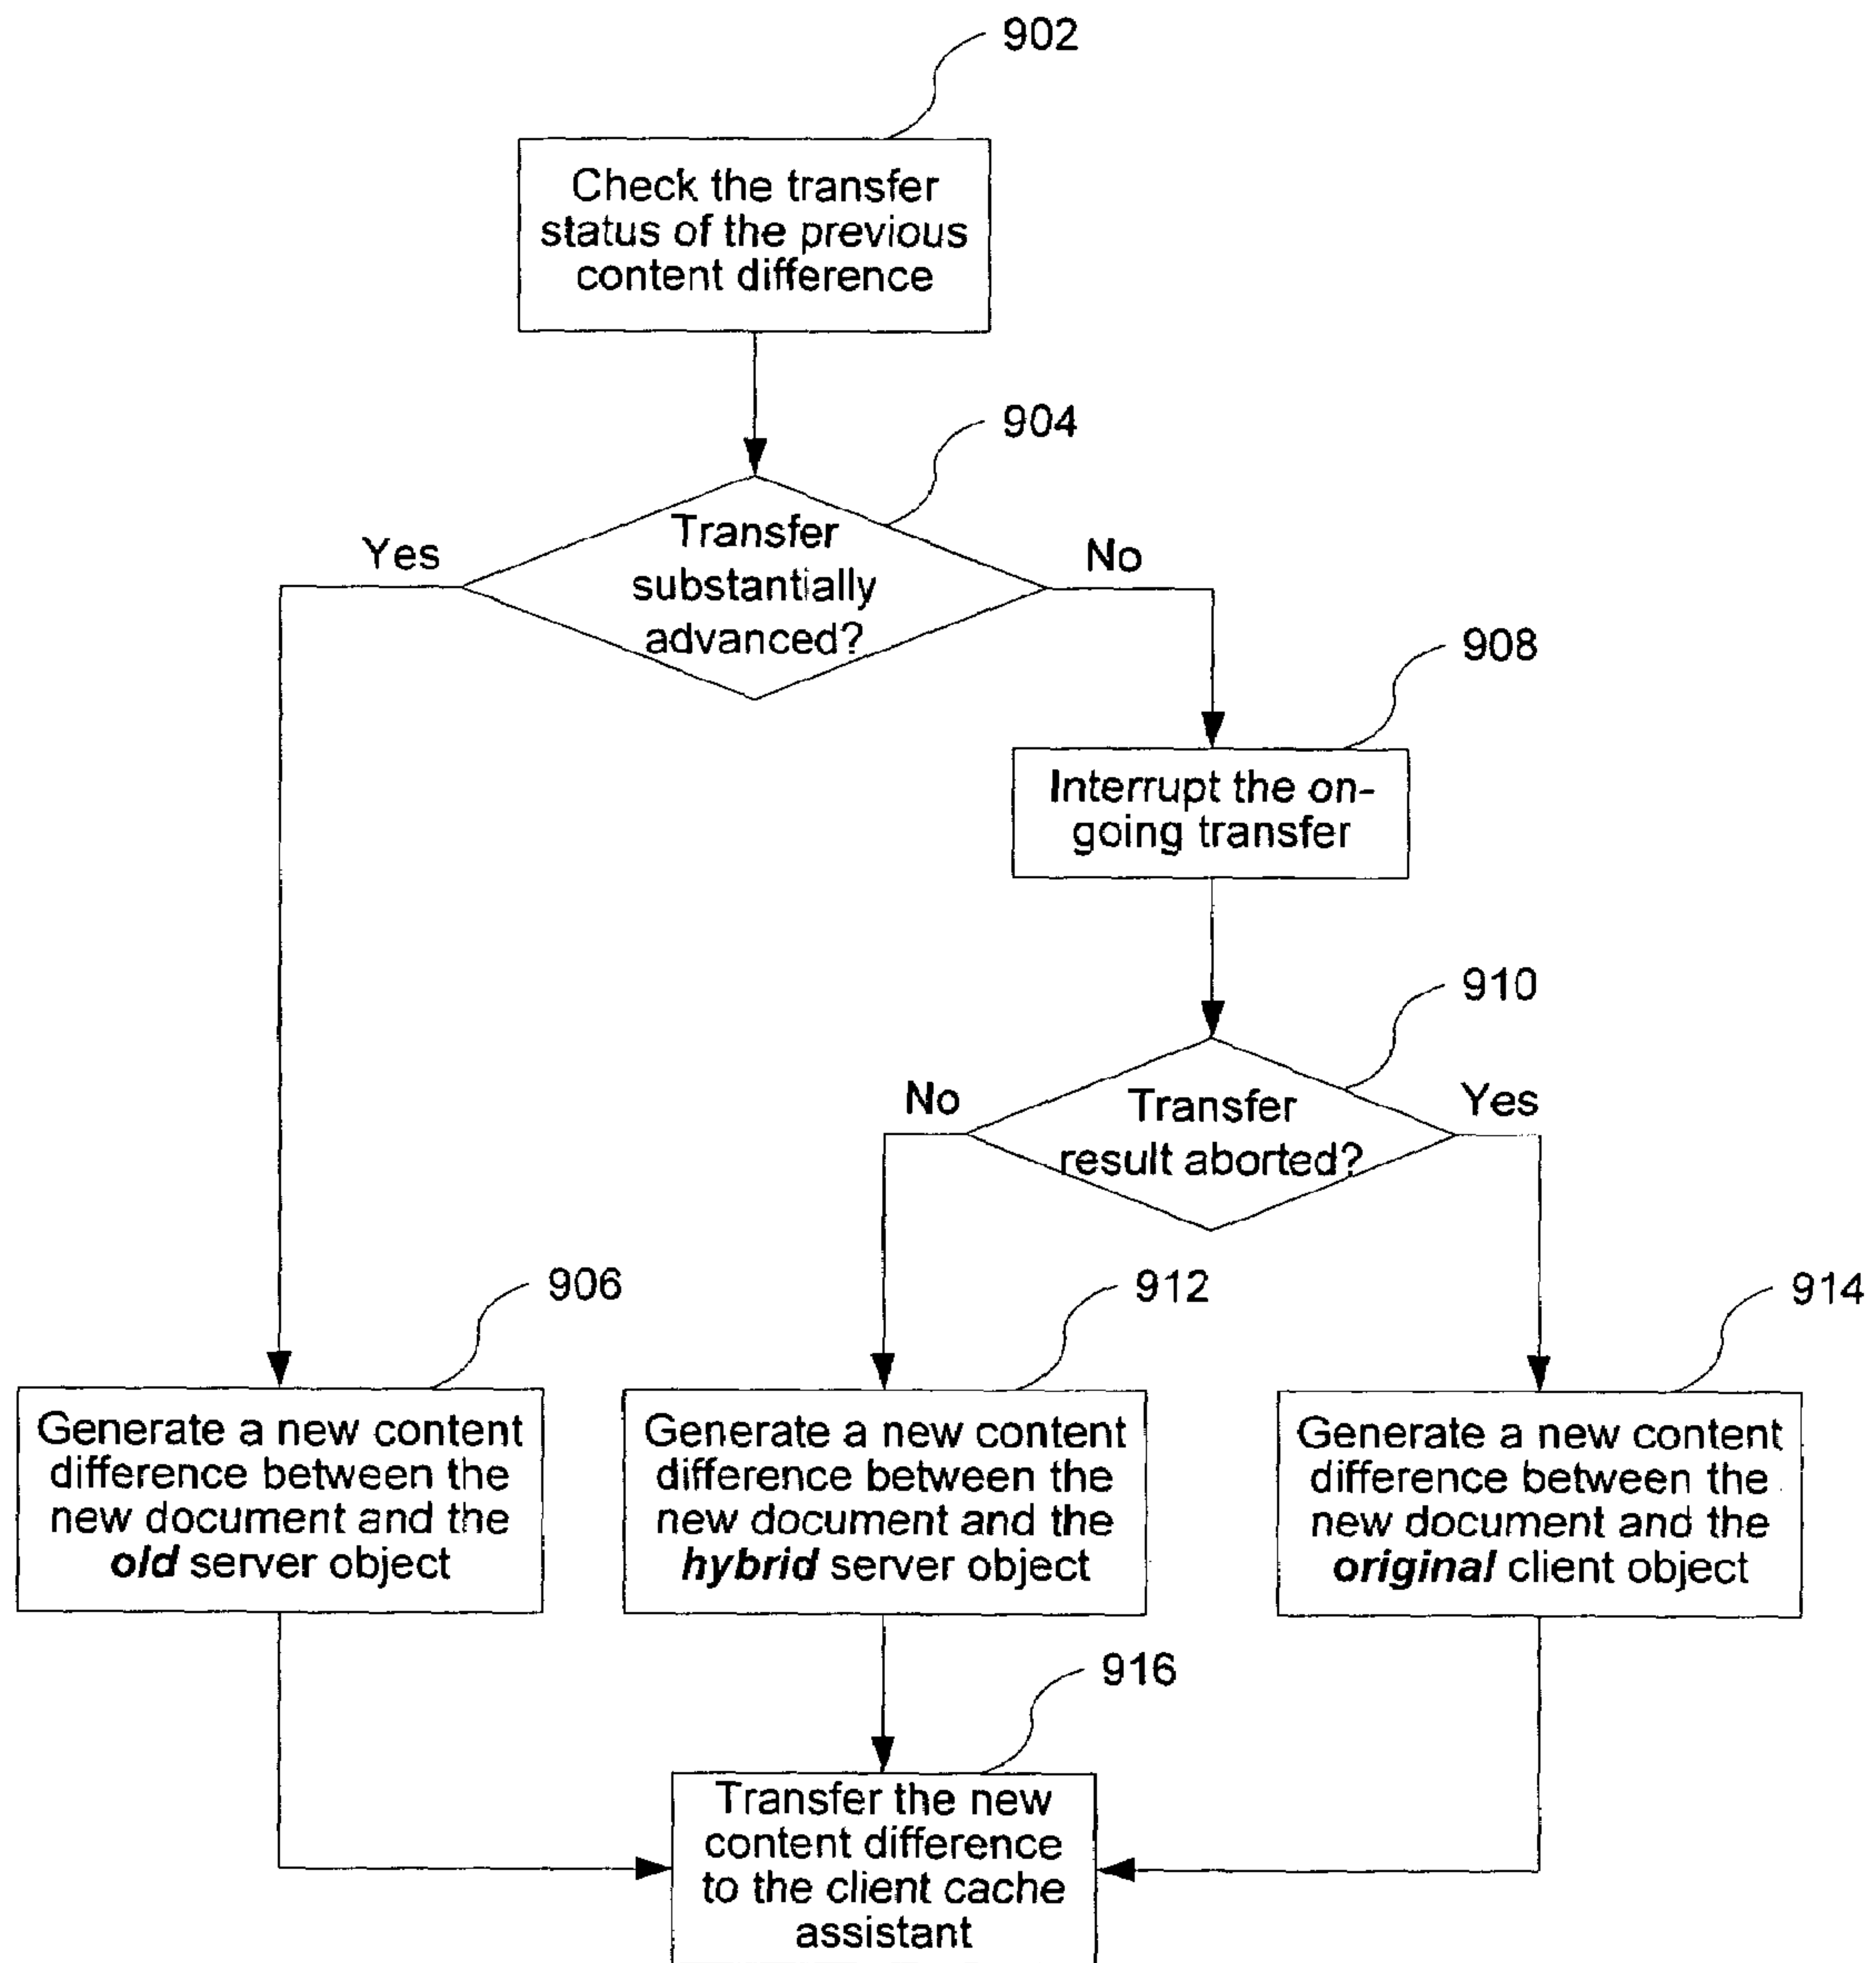 902
Check the transfer
status of the previous
content difference
904
Transfer
substantially
advanced?
Yes
No
908
Interrupt the on-
going transfer
910
Transfer
result aborted?
No
Yes
906
Generate a new content
difference between the
new document and the
old server object
912
Generate a new content
difference between the
new document and the
hybrid server object
914
Generate a new content
difference between the
new document and the
original client object
916
Transfer the new
content difference
to the client cache
assistant